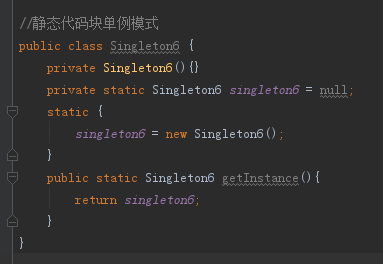 //静态代码块单例模式
public class Singleton6 {
    private Singleton6(){}
    private static Singleton6 singleton6 = null;
    static {
        singleton6 = new Singleton6();
    }
    public static Singleton6 getInstance(){
        return singleton6;
    }
}